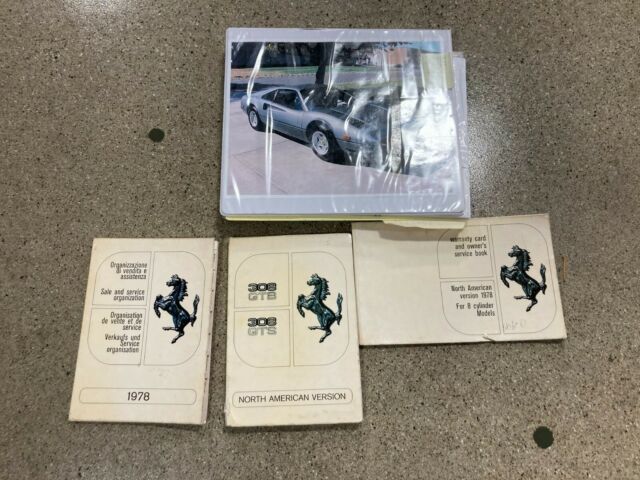 Organizzazione
di vendita e
assistenza
Sale and service
organization
Organisation
de vente et de
service
Verkaufs und
Service
organisation
1978
308
GTB
308
GTS
NORTH AMERICAN VERSION
warranty card
and owner's
service book
North American
version 1978
For 8 cylinder
Models